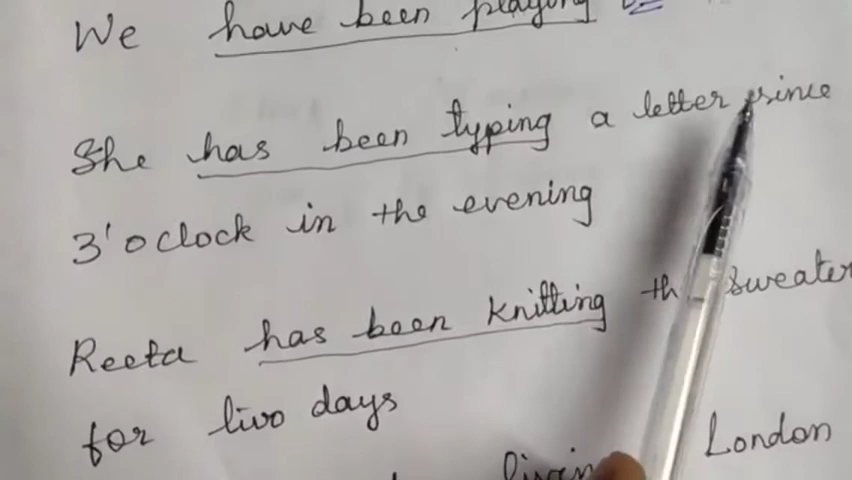 We have been playing
She has been typing a letter since
3'o clock in the evening
Reeta has been knitting sweater
for two days
London